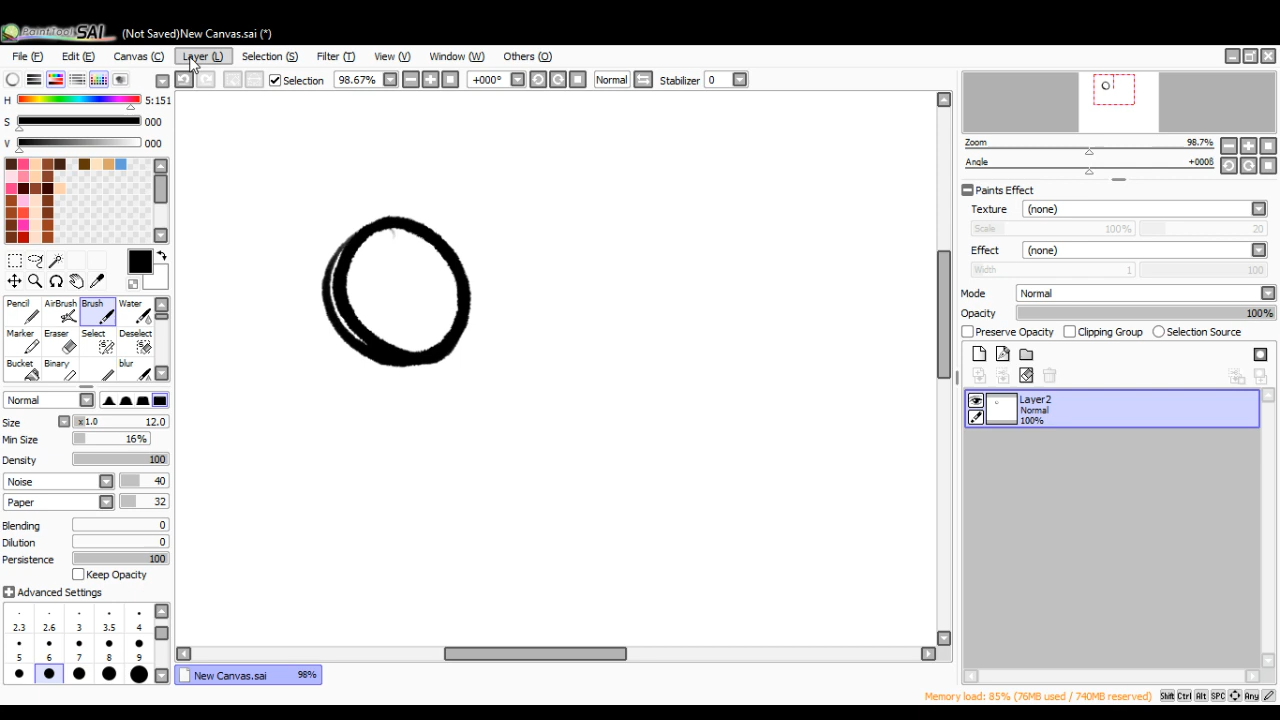 PaintTool SAI (Not Saved)New Canvas.sai (*)
File (F) Edit (E) Canvas (C) Layer (L) Selection (S) Filter (T) View (V) Window (W) Others (O)
Selection 98.67% +000° Normal Stabilizer 0
H 5:151
S 000
V 000
Zoom 98.7%
Angle +000ß
Paints Effect
Texture (none)
Scale 100% 20
Effect (none)
Width 1 100
Mode Normal
Opacity 100%
Preserve Opacity Clipping Group Selection Source
Layer2
Normal
100%
Pencil AirBrush Brush Water
Marker Eraser Select Deselect
Bucket Binary blur
Normal
Size x1.0 12.0
Min Size 16%
Density 100
Noise 40
Paper 32
Blending 0
Dilution 0
Persistence 100
Keep Opacity
Advanced Settings
2.3 2.6 3 3.5 4
5 6 7 8 9
New Canvas.sai 98%
Memory load: 85% (76MB used / 740MB reserved) Shft Ctrl Alt SPC Any